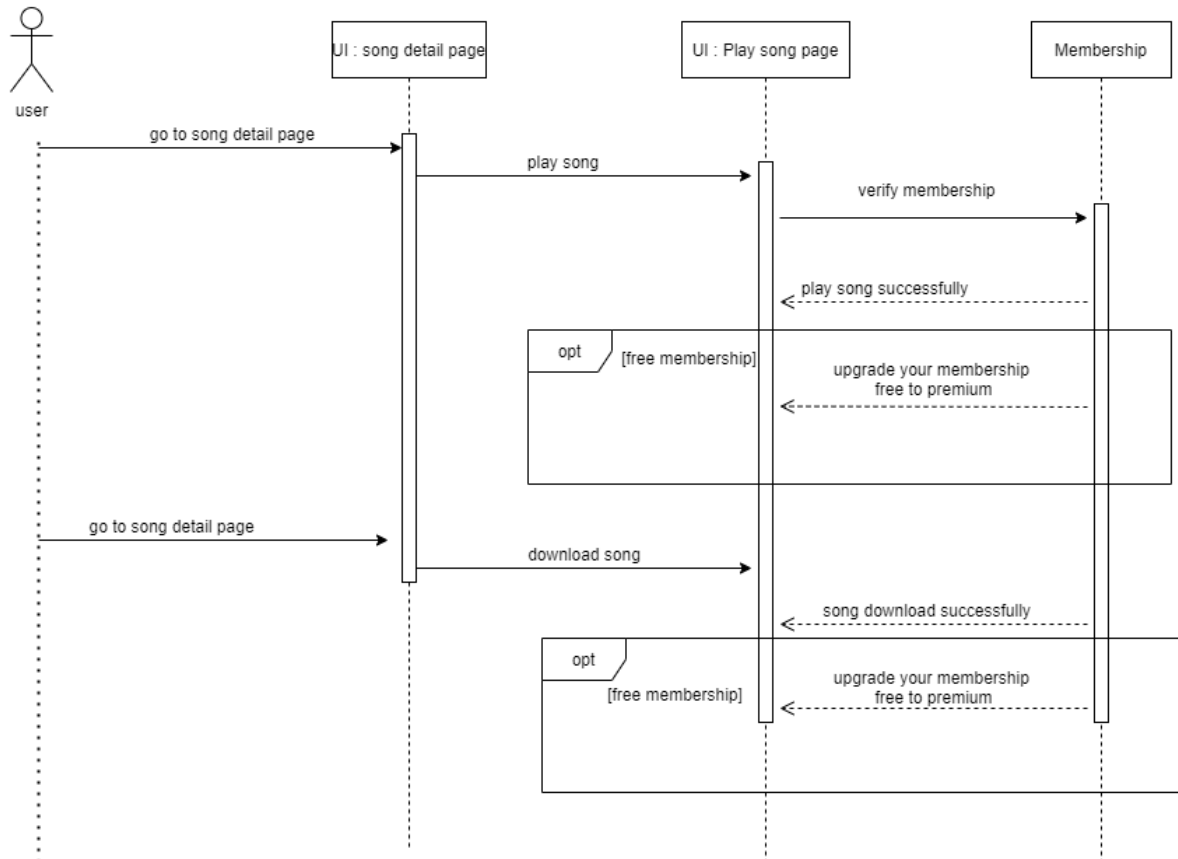 UI : song detail page
UI : Play song page
Membership
user
go to song detail page
play song
verify membership
play song successfully
opt
[free membership]
upgrade your membership
free to premium
go to song detail page
download song
song download successfully
opt
[free membership]
upgrade your membership
free to premium